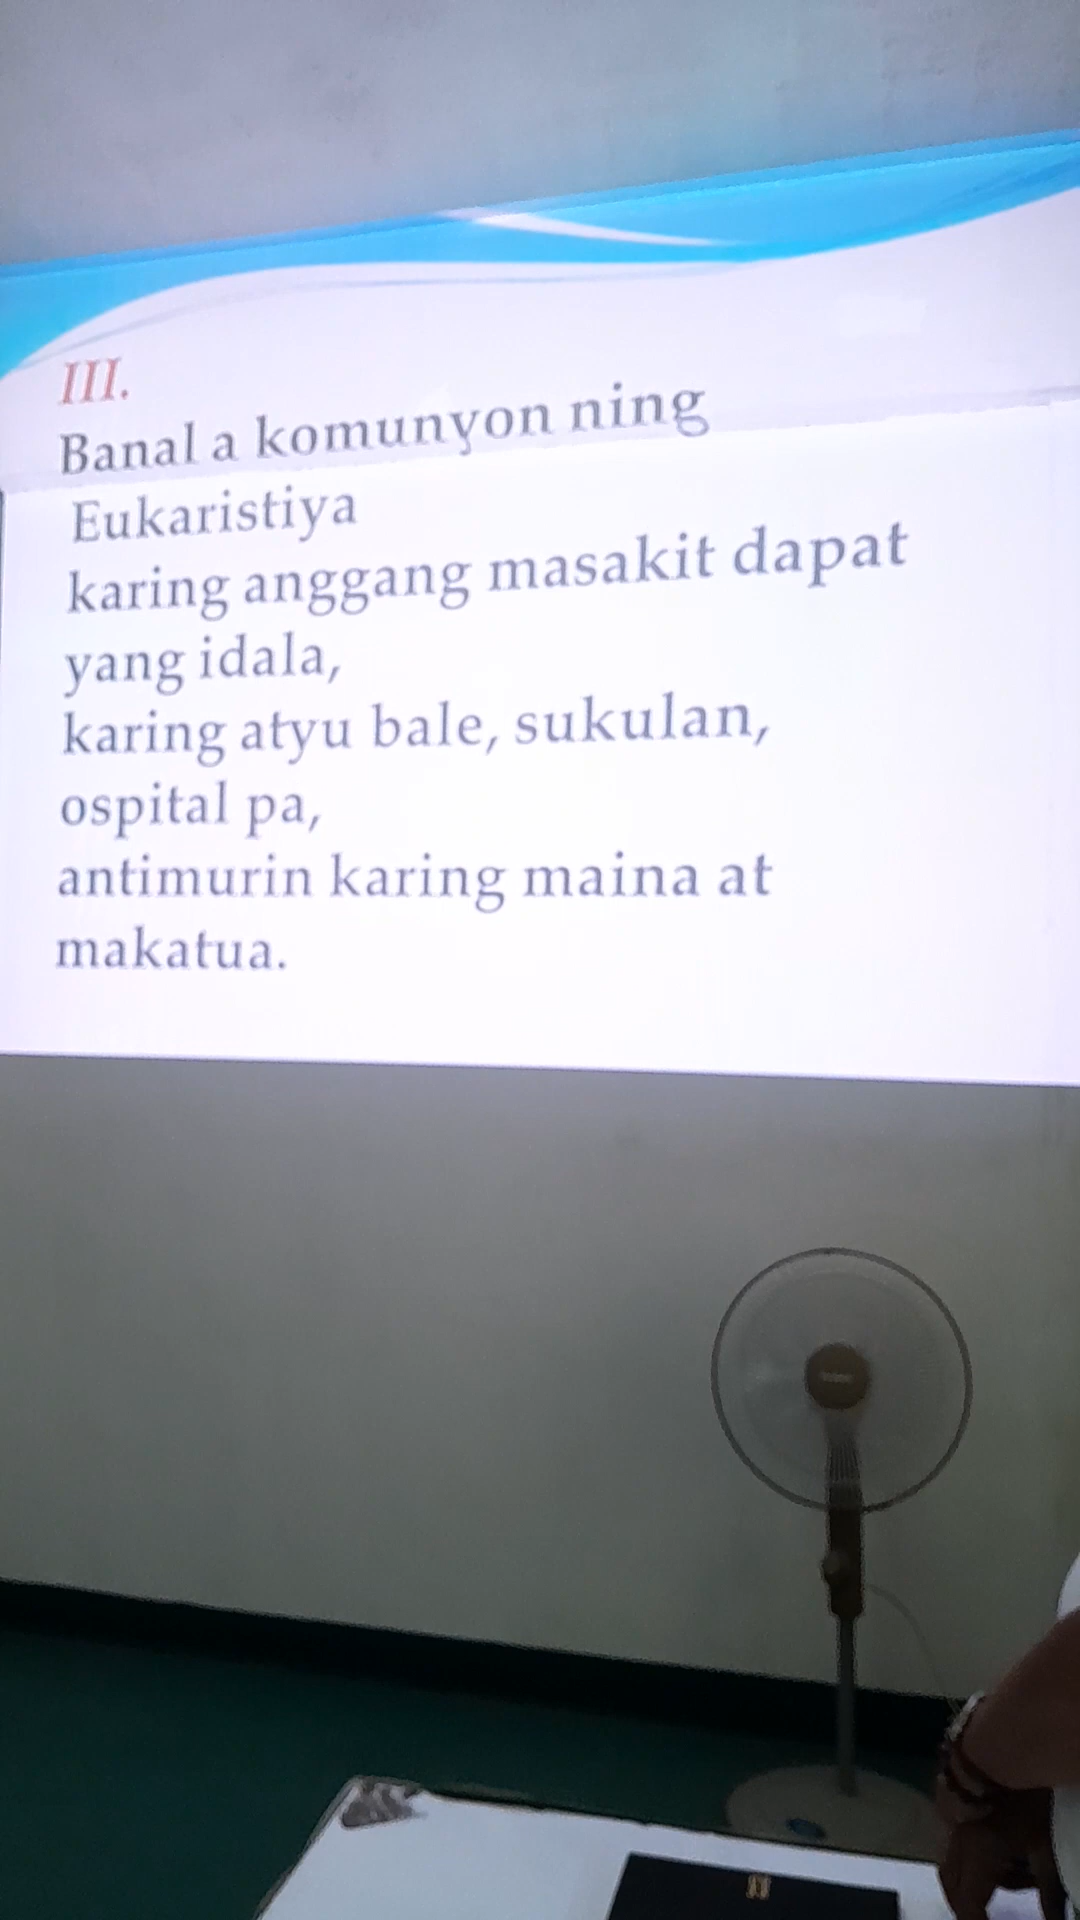 III.
Banal a komunyon ning
Eukaristiya
karing anggang masakit dapat
yang idala,
karing atyu bale, sukulan,
ospital pa,
antimurin karing maina at
makatua.